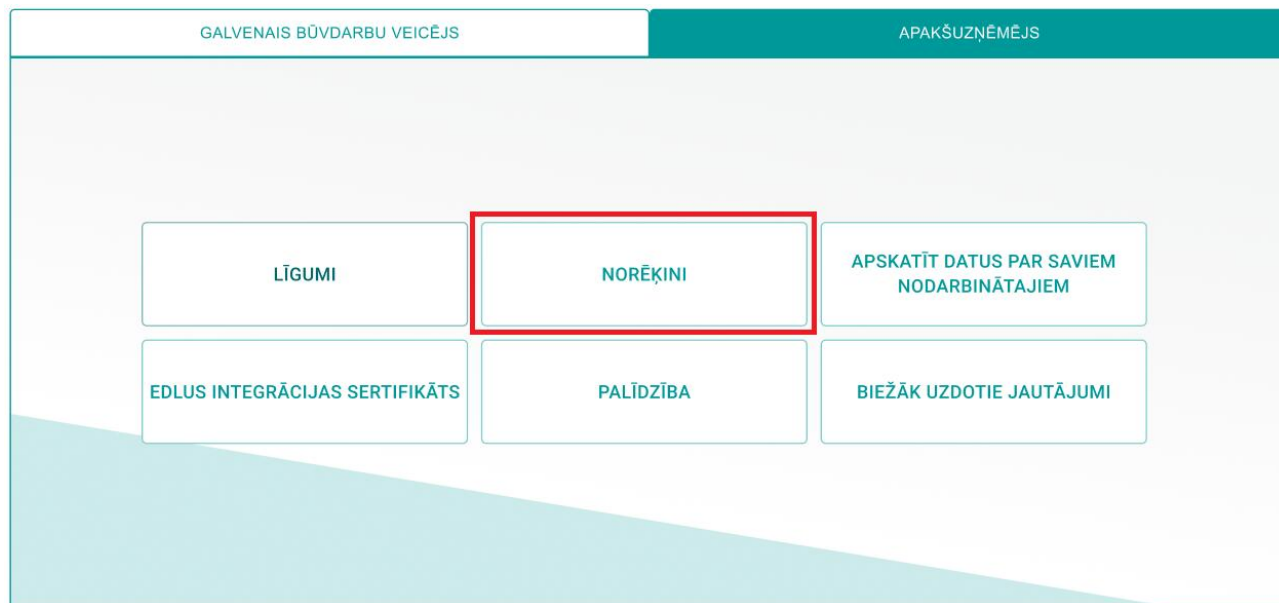 GALVENAIS BŪVDARBU VEICĒJS
APAKŠUZŅĒMĒJS
LĪGUMI
NORĒĶINI
APSKATĪT DATUS PAR SAVIEM
NODARBINĀTAJIEM
EDLUS INTEGRĀCIJAS SERTIFIKĀTS
PALĪDZĪBA
BIEŽĀK UZDOTIE JAUTĀJUMI